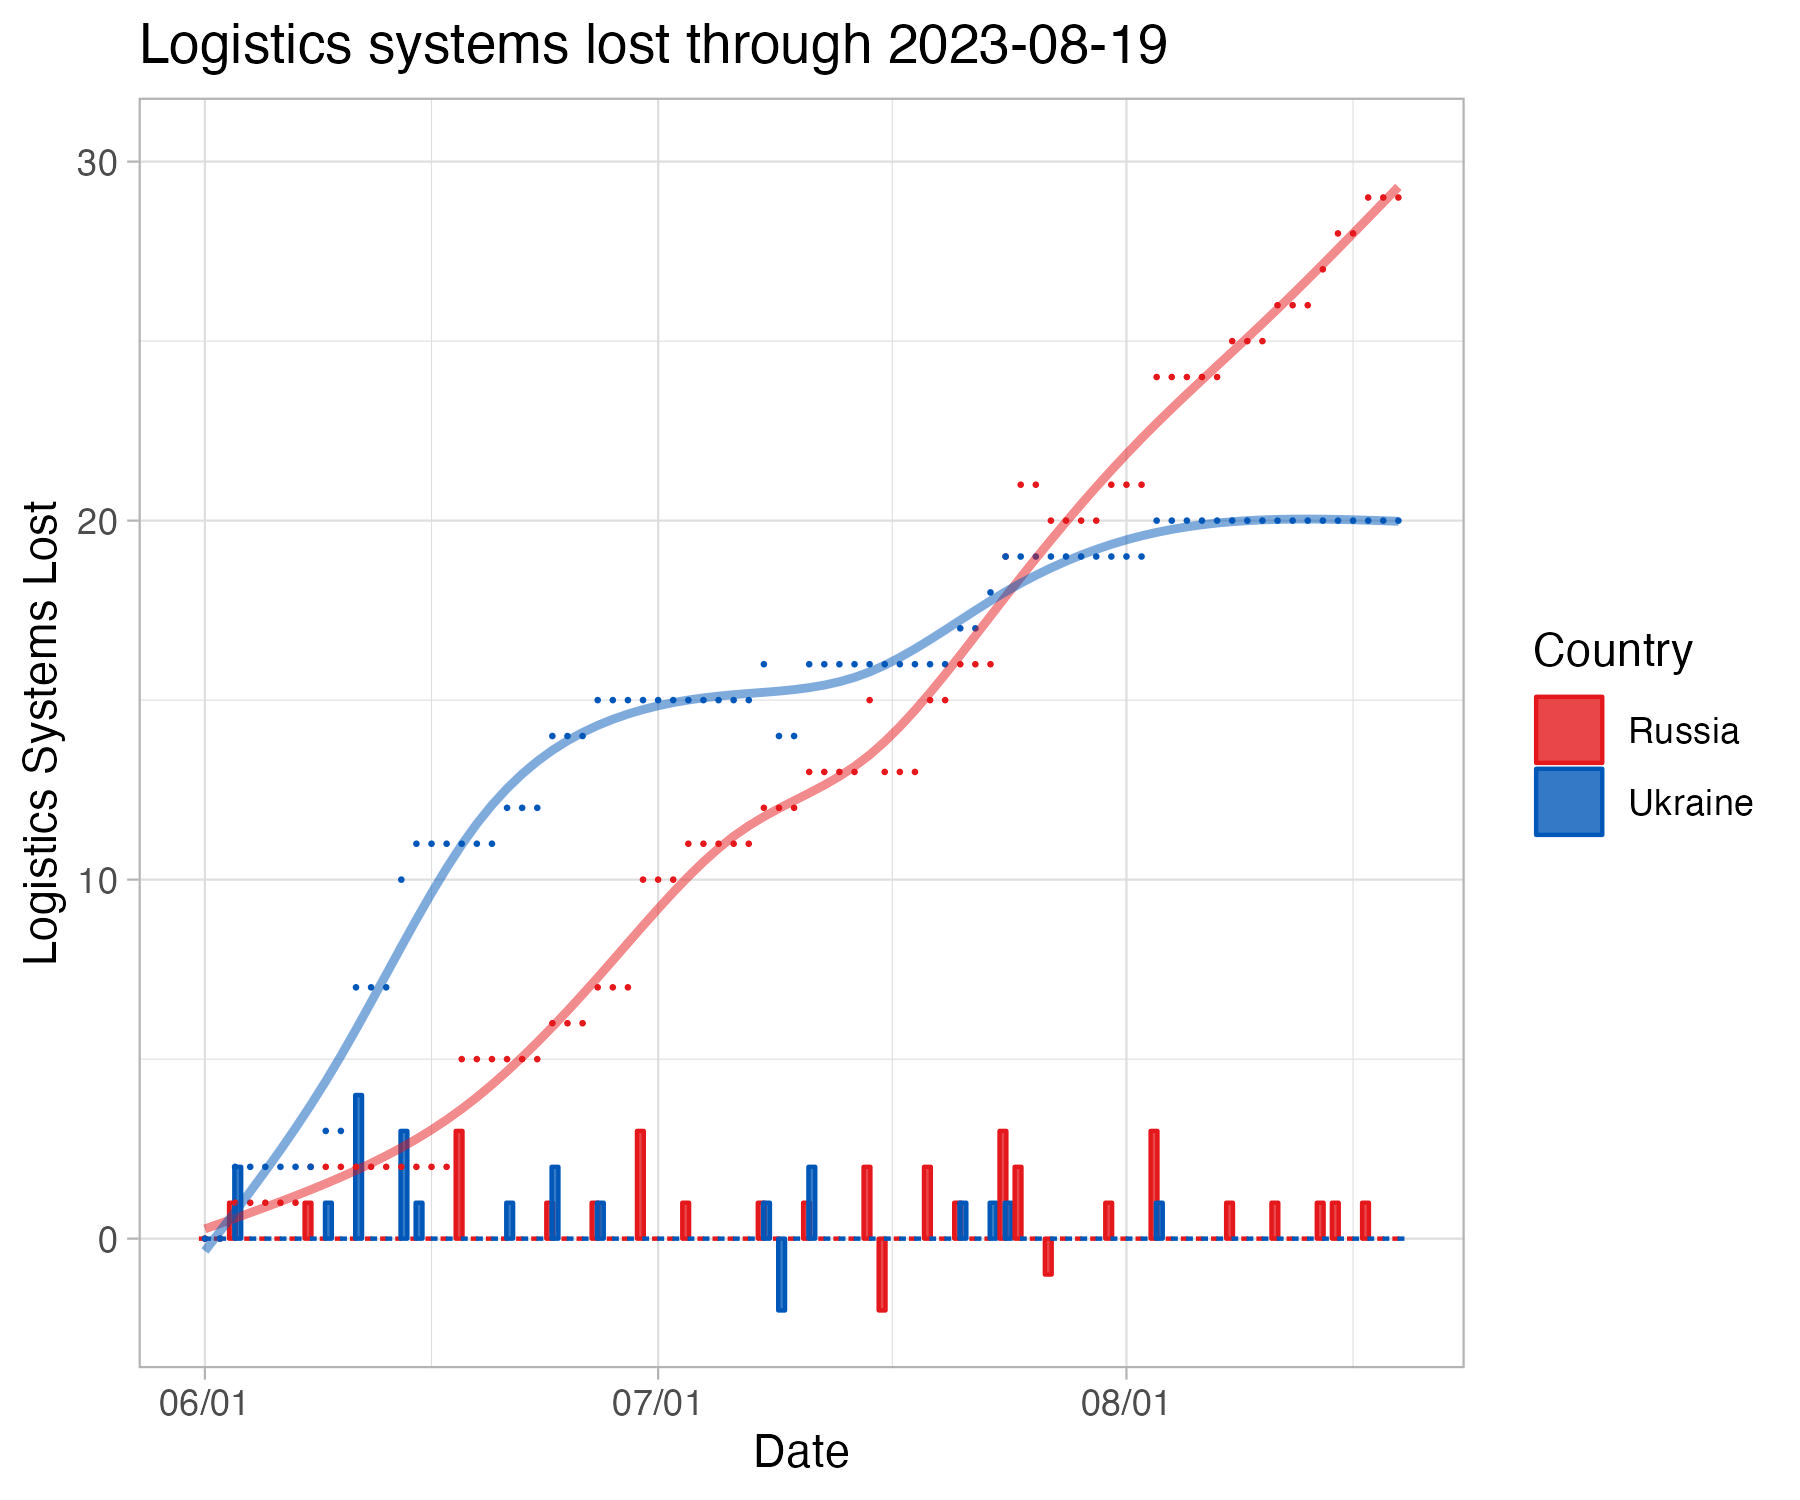 Logistics systems lost through 2023-08-19
Logistics Systems Lost
30
20
10
0
06/01
07/01
08/01
Date
Country
Russia
Ukraine